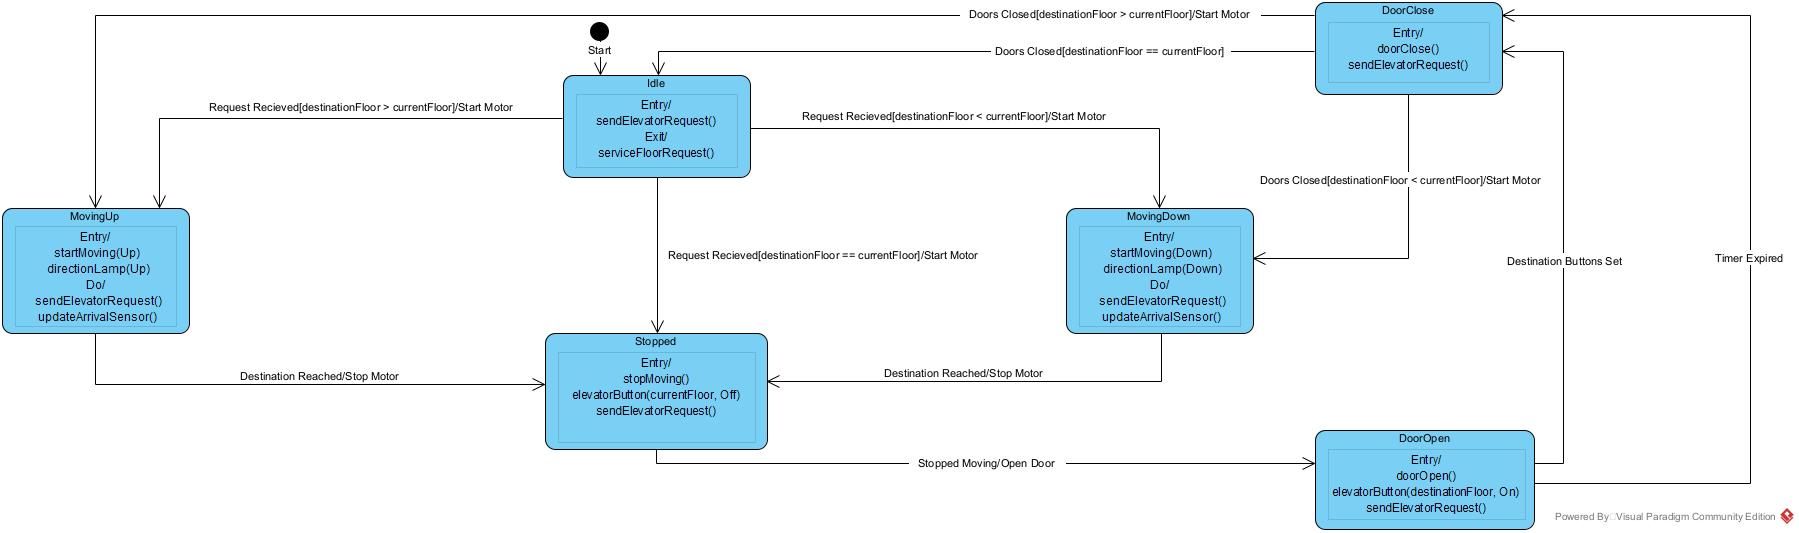 Doors Closed[destinationFloor > currentFloor]/Start Motor
DoorClose
Entry/
doorClose()
sendElevatorRequest()
Start
Doors Closed[destinationFloor == currentFloor]
Idle
Entry/
sendElevatorRequest()
Exit/
serviceFloorRequest()
Request Recieved[destinationFloor > currentFloor]/Start Motor
Request Recieved[destinationFloor < currentFloor]/Start Motor
Doors Closed[destinationFloor < currentFloor]/Start Motor
MovingUp
Entry/
startMoving(Up)
directionLamp(Up)
Do/
sendElevatorRequest()
updateArrivalSensor()
MovingDown
Entry/
startMoving(Down)
directionLamp(Down)
Do/
sendElevatorRequest()
updateArrivalSensor()
Request Recieved[destinationFloor == currentFloor]/Start Motor
Destination Buttons Set
Timer Expired
Stopped
Entry/
stopMoving()
elevatorButton(currentFloor, Off)
sendElevatorRequest()
Destination Reached/Stop Motor
Destination Reached/Stop Motor
Stopped Moving/Open Door
DoorOpen
Entry/
doorOpen()
elevatorButton(destinationFloor, On)
sendElevatorRequest()
Powered By Visual Paradigm Community Edition